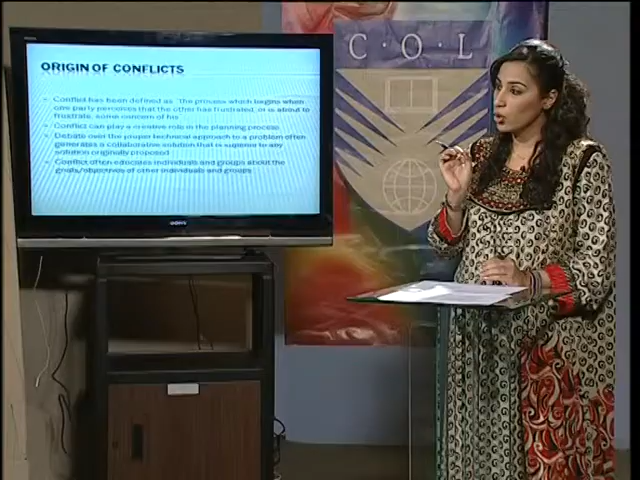 C·O·L
ORIGIN OF CONFLICTS
• Conflict has been defined as "the process which begins when
one party perceives that the other has frustrated, or is about to
frustrate, some concern of his
• Conflict can play a creative role in the planning process.
• Debate over the proper technical approach to a problem often
generates a collaborative solution that is superior to any
solution originally proposed
• Conflict often educates individuals and groups about the
goals/objectives of other individuals and groups
SONY